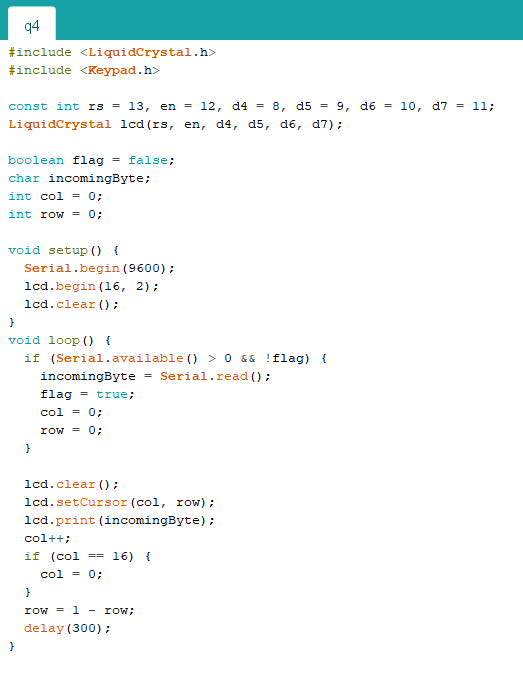 q4
#include <LiquidCrystal.h>
#include <Keypad.h>

const int rs = 13, en = 12, d4 = 8, d5 = 9, d6 = 10, d7 = 11;
LiquidCrystal lcd(rs, en, d4, d5, d6, d7);

boolean flag = false;
char incomingByte;
int col = 0;
int row = 0;

void setup() {
  Serial.begin(9600);
  lcd.begin(16, 2);
  lcd.clear();
}
void loop() {
  if (Serial.available() > 0 && !flag) {
    incomingByte = Serial.read();
    flag = true;
    col = 0;
    row = 0;
  }

  lcd.clear();
  lcd.setCursor(col, row);
  lcd.print(incomingByte);
  col++;
  if (col == 16) {
    col = 0;
  }
  row = 1 - row;
  delay(300);
}